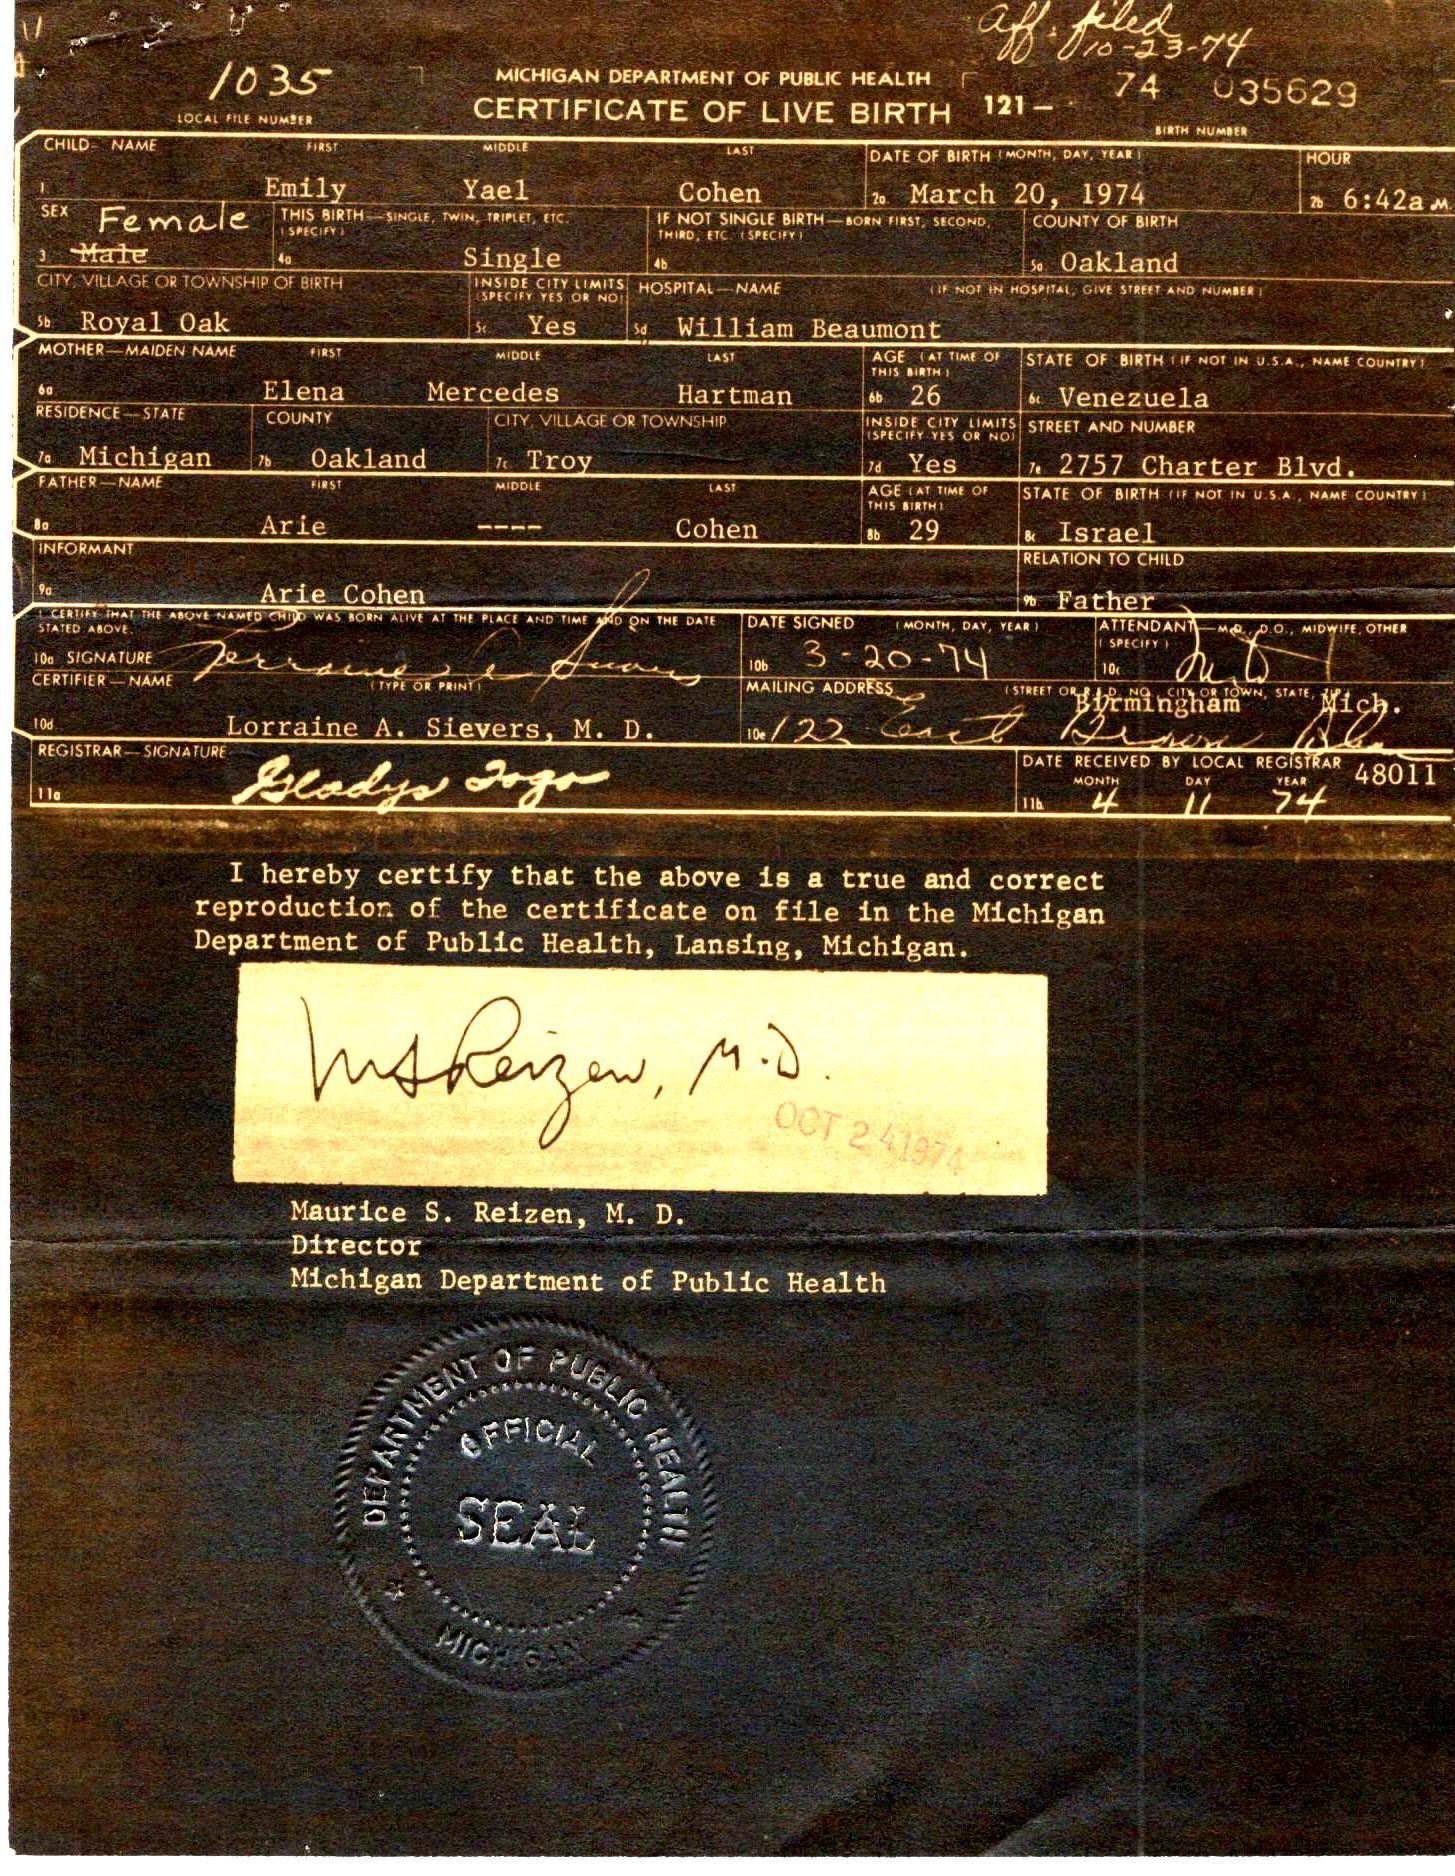 aff. filed
10-23-74
1035 MICHIGAN DEPARTMENT OF PUBLIC HEALTH 74 035629
LOCAL FILE NUMBER CERTIFICATE OF LIVE BIRTH 121- BIRTH NUMBER
CHILD—NAME FIRST MIDDLE LAST DATE OF BIRTH (MONTH, DAY, YEAR) HOUR
1 Emily Yael Cohen 2a March 20, 1974 2b 6:42a M
SEX Female THIS BIRTH—SINGLE, TWIN, TRIPLET, ETC. IF NOT SINGLE BIRTH—BORN FIRST, SECOND, COUNTY OF BIRTH
(SPECIFY) THIRD, ETC. (SPECIFY)
3 Male 4a Single 4b 5a Oakland
CITY, VILLAGE OR TOWNSHIP OF BIRTH INSIDE CITY LIMITS HOSPITAL—NAME (IF NOT IN HOSPITAL, GIVE STREET AND NUMBER)
(SPECIFY YES OR NO)
5b Royal Oak 5c Yes 5d William Beaumont
MOTHER—MAIDEN NAME FIRST MIDDLE LAST AGE (AT TIME OF STATE OF BIRTH (IF NOT IN U.S.A., NAME COUNTRY)
THIS BIRTH)
6a Elena Mercedes Hartman 6b 26 6c Venezuela
RESIDENCE—STATE COUNTY CITY, VILLAGE OR TOWNSHIP INSIDE CITY LIMITS STREET AND NUMBER
(SPECIFY YES OR NO)
7a Michigan 7b Oakland 7c Troy 7d Yes 7e 2757 Charter Blvd.
FATHER—NAME FIRST MIDDLE LAST AGE (AT TIME OF STATE OF BIRTH (IF NOT IN U.S.A., NAME COUNTRY)
THIS BIRTH)
8a Arie ---- Cohen 8b 29 8c Israel
INFORMANT RELATION TO CHILD
9a Arie Cohen 9b Father
I CERTIFY THAT THE ABOVE NAMED CHILD WAS BORN ALIVE AT THE PLACE AND TIME AND ON THE DATE DATE SIGNED (MONTH, DAY, YEAR) ATTENDANT—M.D., D.O., MIDWIFE, OTHER
STATED ABOVE. (SPECIFY)
10a SIGNATURE Lorraine A Sievers 10b 3-20-74 10c M.D.
CERTIFIER—NAME (TYPE OR PRINT) MAILING ADDRESS (STREET OR R.F.D. NO., CITY OR TOWN, STATE, ZIP)
Birmingham Mich.
10d Lorraine A. Sievers, M. D. 10e 122 East Brown
REGISTRAR—SIGNATURE DATE RECEIVED BY LOCAL REGISTRAR 48011
MONTH DAY YEAR
11a Gladys 11b 4 11 74
I hereby certify that the above is a true and correct
reproduction of the certificate on file in the Michigan
Department of Public Health, Lansing, Michigan.
MSReizen, M.D.
OCT 24 1974
Maurice S. Reizen, M. D.
Director
Michigan Department of Public Health
DEPARTMENT OF PUBLIC HEALTH
OFFICIAL
SEAL
MICHIGAN